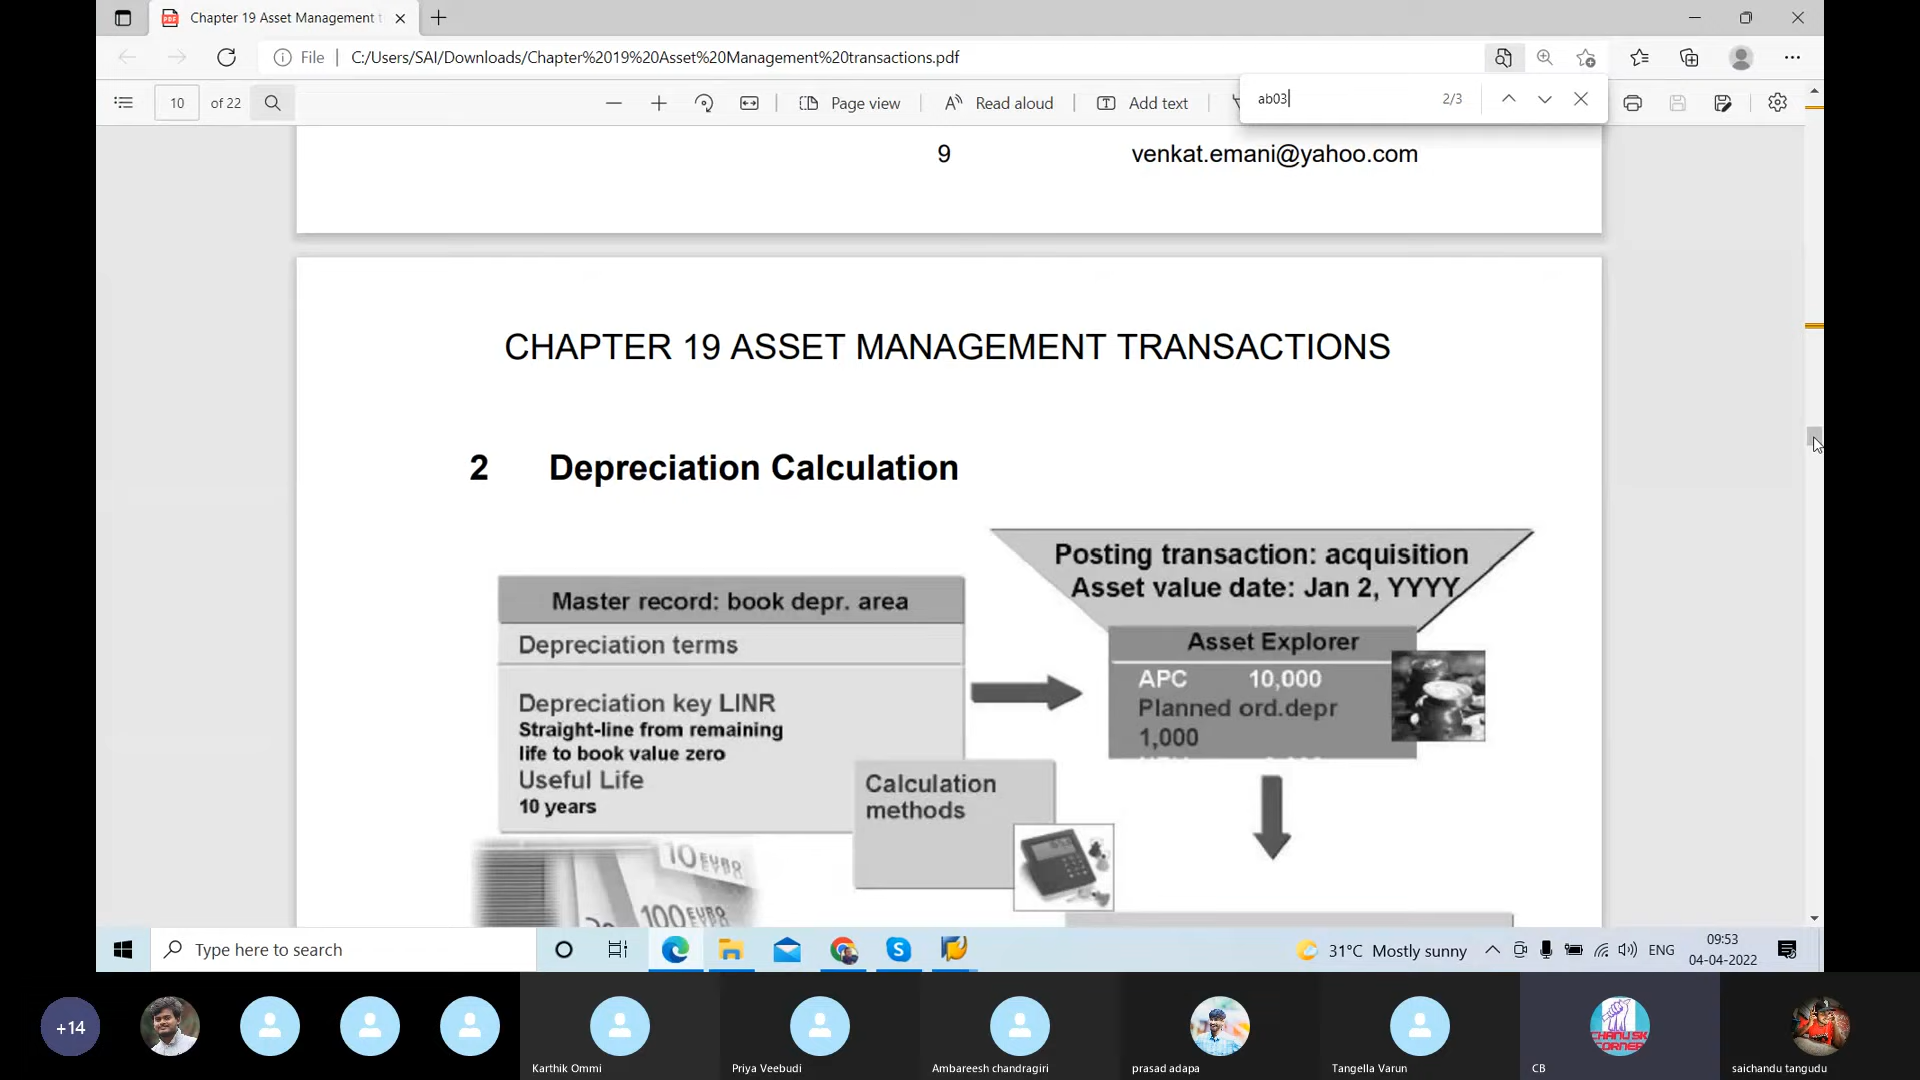 Chapter 19 Asset Management t
File
C:/Users/SAI/Downloads/Chapter%2019%20Asset%20Management%20transactions.pdf
10
of 22
Page view
Read aloud
Add text
ab03
2/3
9
venkat.emani@yahoo.com
CHAPTER 19 ASSET MANAGEMENT TRANSACTIONS
2 Depreciation Calculation
Posting transaction: acquisition
Asset value date: Jan 2, YYYY
Master record: book depr. area
Depreciation terms
Asset Explorer
APC 10,000
Planned ord.depr
1,000
Depreciation key LINR
Straight-line from remaining
life to book value zero
Useful Life
10 years
Calculation
methods
10 EURO
100 EURO
Type here to search
31°C Mostly sunny
ENG
09:53
04-04-2022
+14
Karthik Ommi
Priya Veebudi
Ambareesh chandragiri
prasad adapa
Tangella Varun
CB
saichandu tangudu